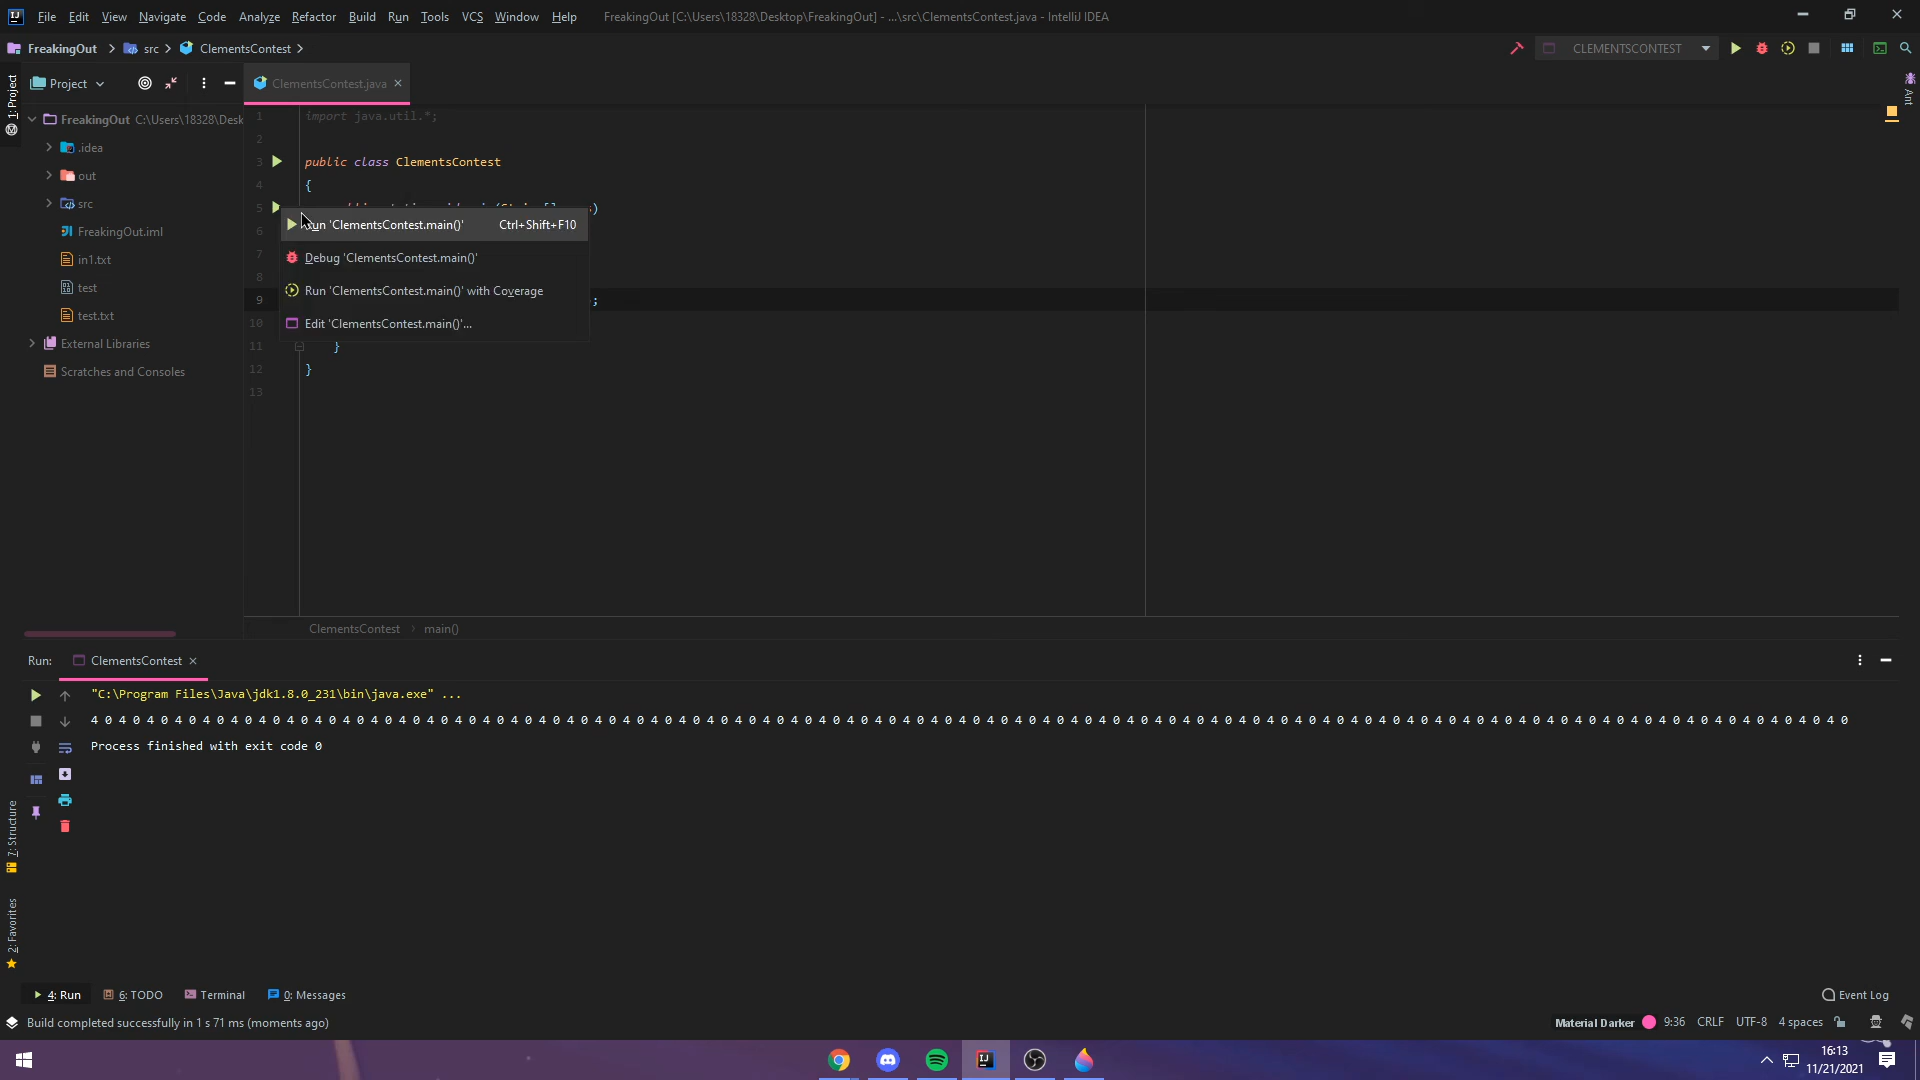 File Edit View Navigate Code Analyze Refactor Build Run Tools VCS Window Help FreakingOut [C:\Users\18328\Desktop\FreakingOut] - ...\src\ClementsContest.java - IntelliJ IDEA
FreakingOut src ClementsContest CLEMENTSCONTEST
1: Project
Project
ClementsContest.java
Ant
FreakingOut C:\Users\18328\Desk
.idea
out
src
FreakingOut.iml
in1.txt
test
test.txt
External Libraries
Scratches and Consoles
1 import java.util.*;
2
3 public class ClementsContest
4 {
5
6
7
8
9 ;
10
11 }
12 }
13
Run 'ClementsContest.main()' Ctrl+Shift+F10
Debug 'ClementsContest.main()'
Run 'ClementsContest.main()' with Coverage
Edit 'ClementsContest.main()'...
ClementsContest main()
Run: ClementsContest
"C:\Program Files\Java\jdk1.8.0_231\bin\java.exe" ...
4 0 4 0 4 0 4 0 4 0 4 0 4 0 4 0 4 0 4 0 4 0 4 0 4 0 4 0 4 0 4 0 4 0 4 0 4 0 4 0 4 0 4 0 4 0 4 0 4 0 4 0 4 0 4 0 4 0 4 0 4 0 4 0 4 0 4 0 4 0 4 0 4 0 4 0 4 0 4 0 4 0 4 0 4 0 4 0 4 0 4 0 4 0 4 0 4 0 4 0 4 0 4 0 4 0 4 0 4 0 4 0 4 0 4 0 4 0 4 0 4 0 4 0 4 0
Process finished with exit code 0
7: Structure
2: Favorites
4: Run 6: TODO Terminal 0: Messages Event Log
Build completed successfully in 1 s 71 ms (moments ago) Material Darker 9:36 CRLF UTF-8 4 spaces
16:13
11/21/2021